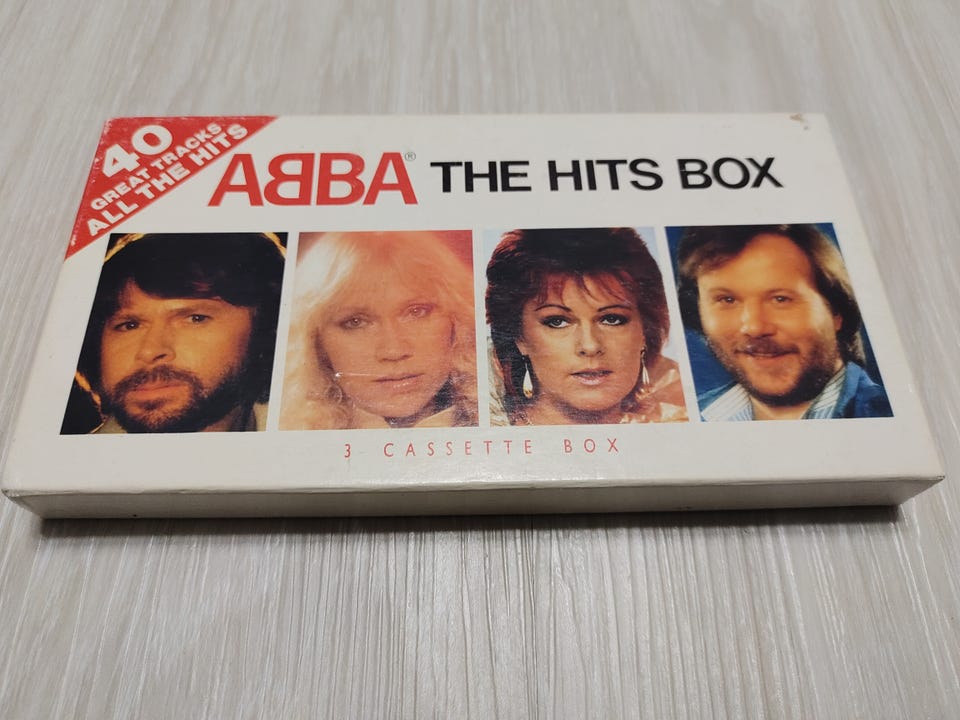 40
GREAT TRACKS
ALL THE HITS
ABBA® THE HITS BOX
3 CASSETTE BOX